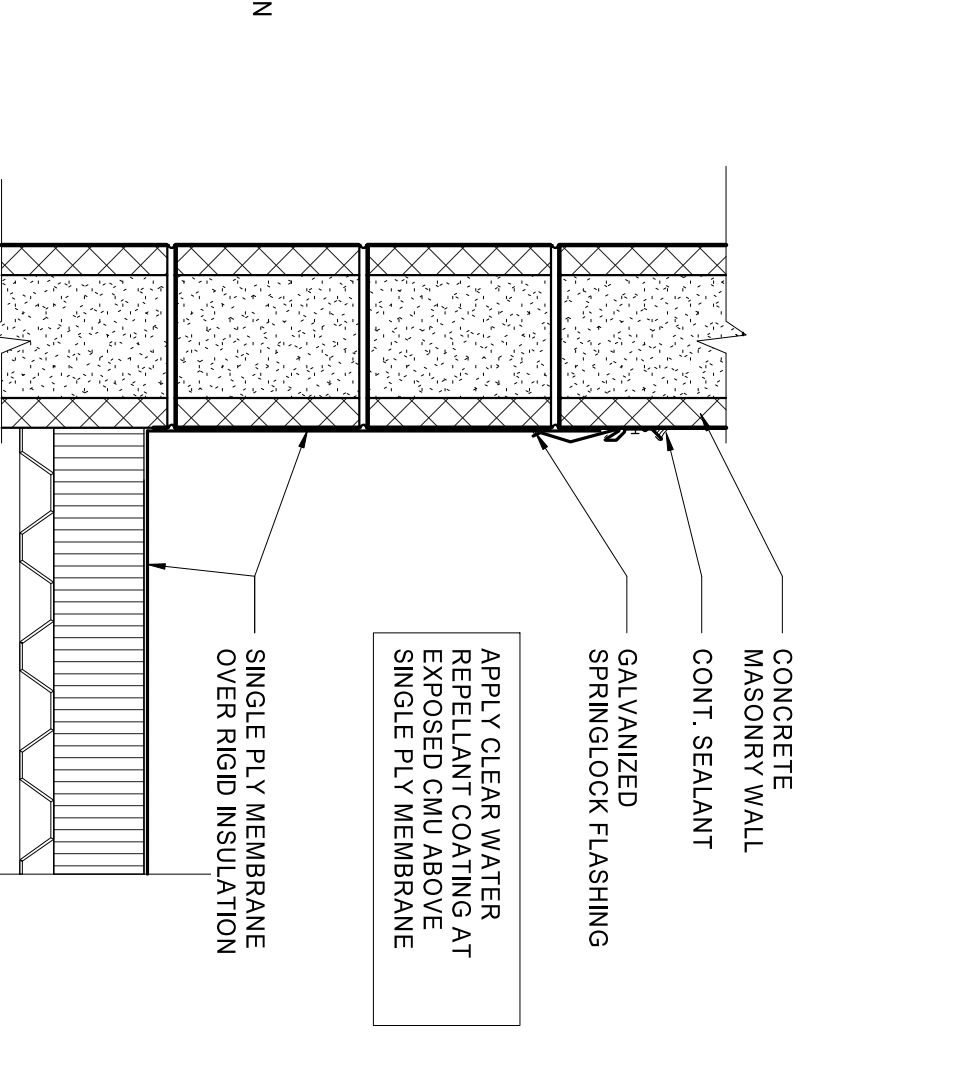 CONCRETE
MASONRY WALL
CONT. SEALANT
GALVANIZED
SPRINGLOCK FLASHING
APPLY CLEAR WATER
REPELLANT COATING AT
EXPOSED CMU ABOVE
SINGLE PLY MEMBRANE
SINGLE PLY MEMBRANE
OVER RIGID INSULATION
N